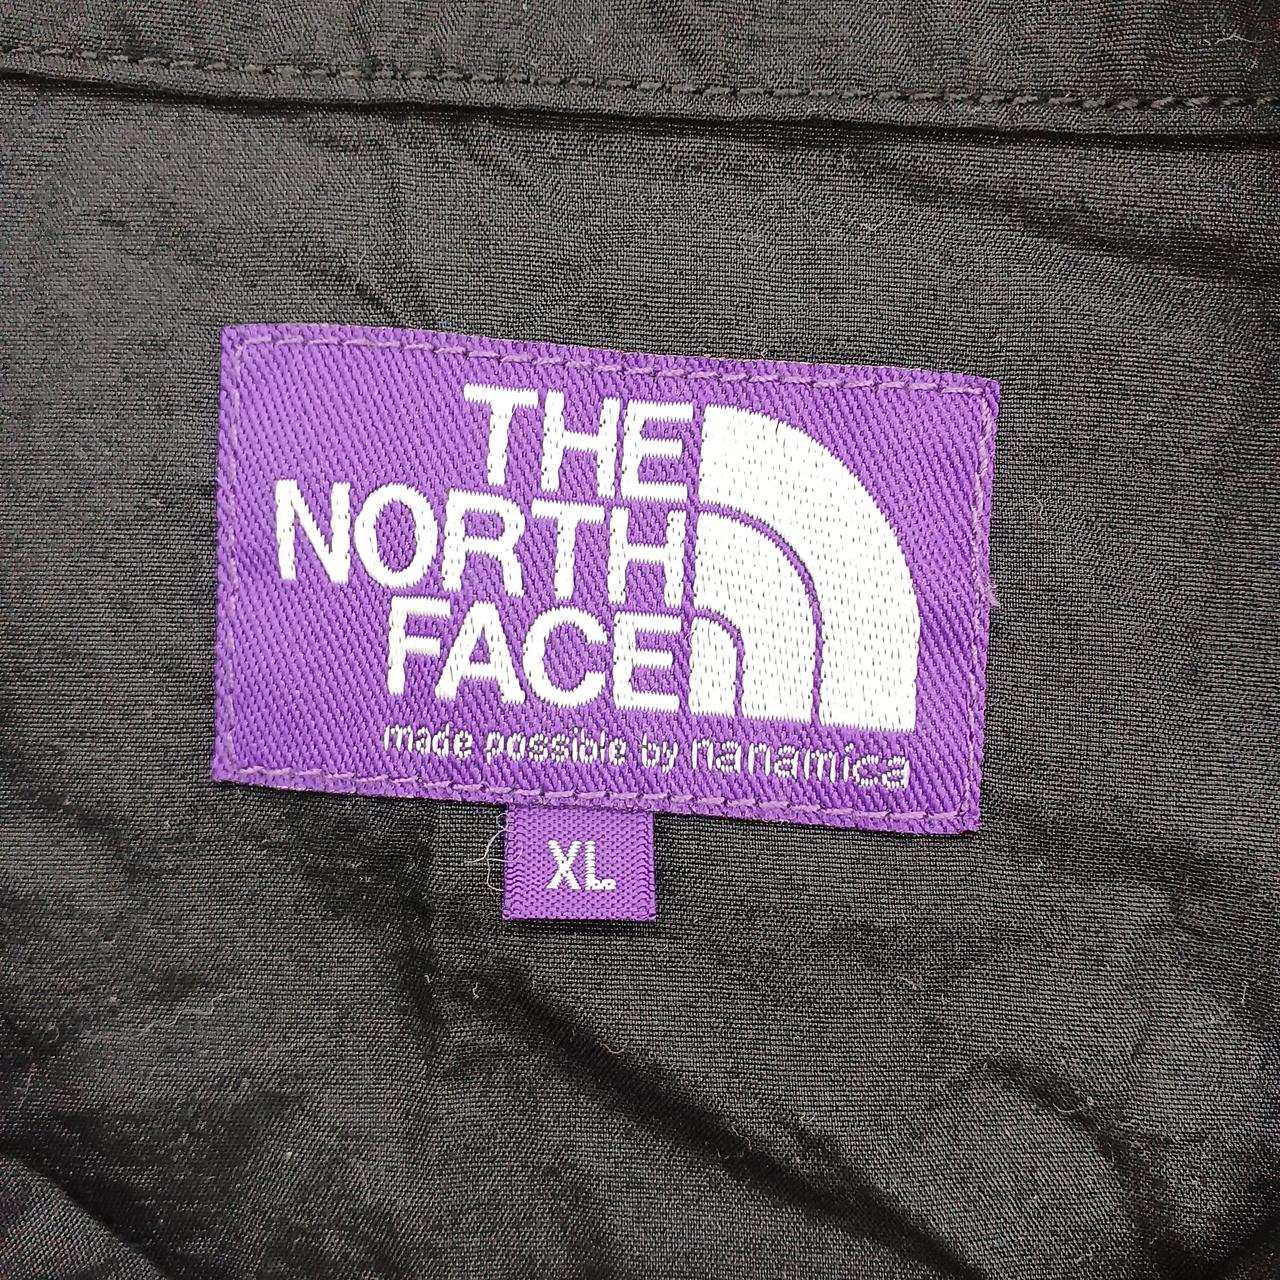 THE
NORTH
FACE
made possible by nanamica
XL